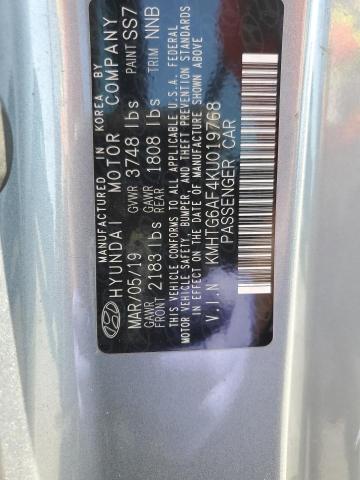 MANUFACTURED IN KOREA BY
HYUNDAI MOTOR COMPANY
MAR/05/19 GVWR 3748 lbs PAINT SS7
GAWR FRONT 2183 lbs GAWR REAR 1808 lbs TRIM NNB
THIS VEHICLE CONFORMS TO ALL APPLICABLE U.S.A. FEDERAL
MOTOR VEHICLE SAFETY, BUMPER, AND THEFT PREVENTION
STANDARDS IN EFFECT ON THE DATE OF MANUFACTURE SHOWN ABOVE
V.I.N KMHTG6AF4KU019768
PASSENGER CAR